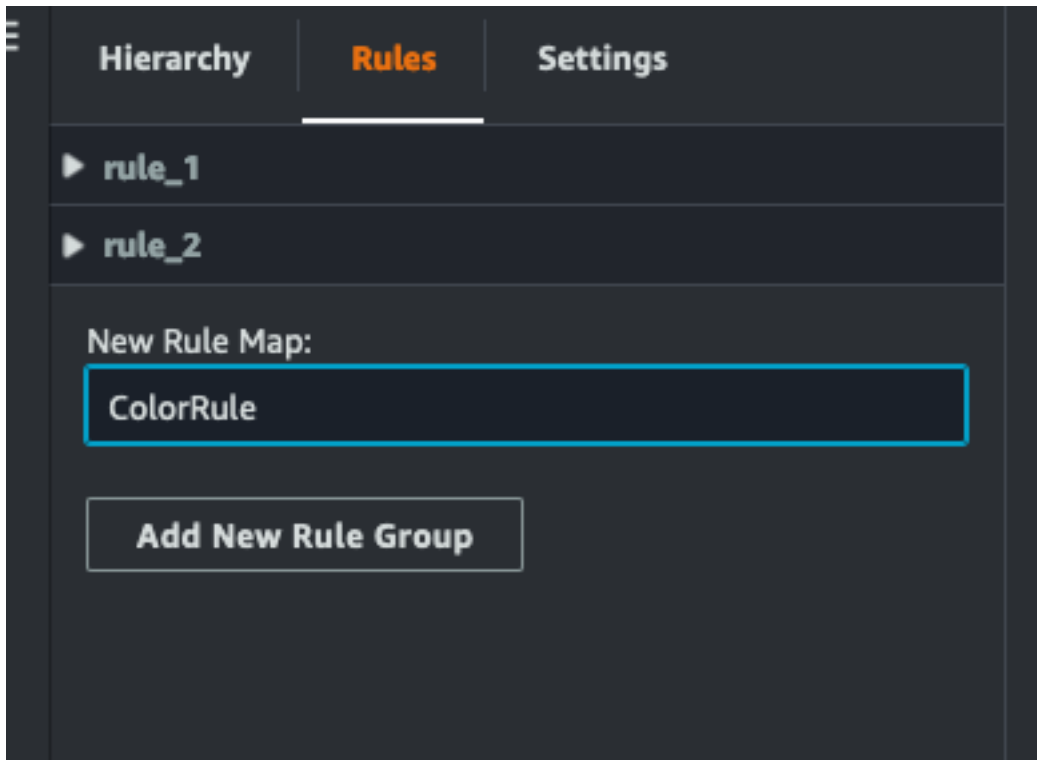 Hierarchy Rules Settings
rule_1
rule_2
New Rule Map:
ColorRule
Add New Rule Group